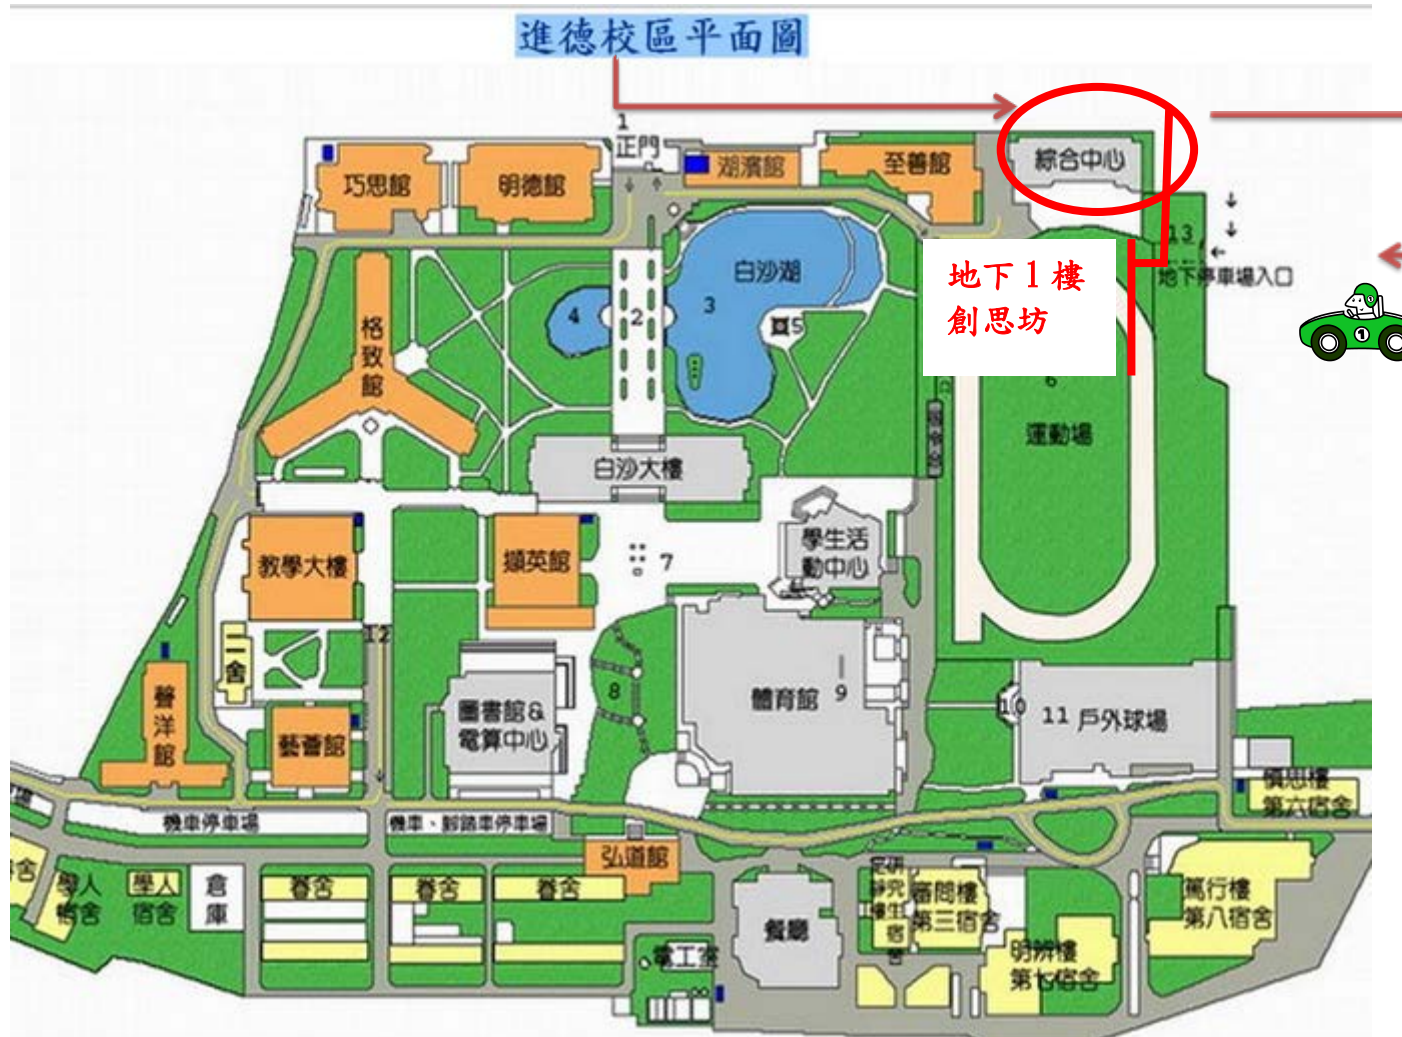 進德校區平面圖
1
正門
巧思館
明德館
湖濱館
至善館
綜合中心
13
地下停車場入口
地下1樓
創思坊
白沙湖
2
3
4
5
6
運動場
格
致
館
白沙大樓
學生活
動中心
教學大樓
擷英館
7
12
二
舍
聲
洋
館
藝薈館
圖書館&
電算中心
8
體育館
9
10
11 戶外球場
慎思樓
第六宿舍
機車停車場
機車、腳踏車停車場
弘道館
學人
宿舍
學人
宿舍
倉
庫
眷舍
眷舍
眷舍
電工室
餐廳
審問樓
第三宿舍
明辨樓
第七宿舍
篤行樓
第八宿舍
1